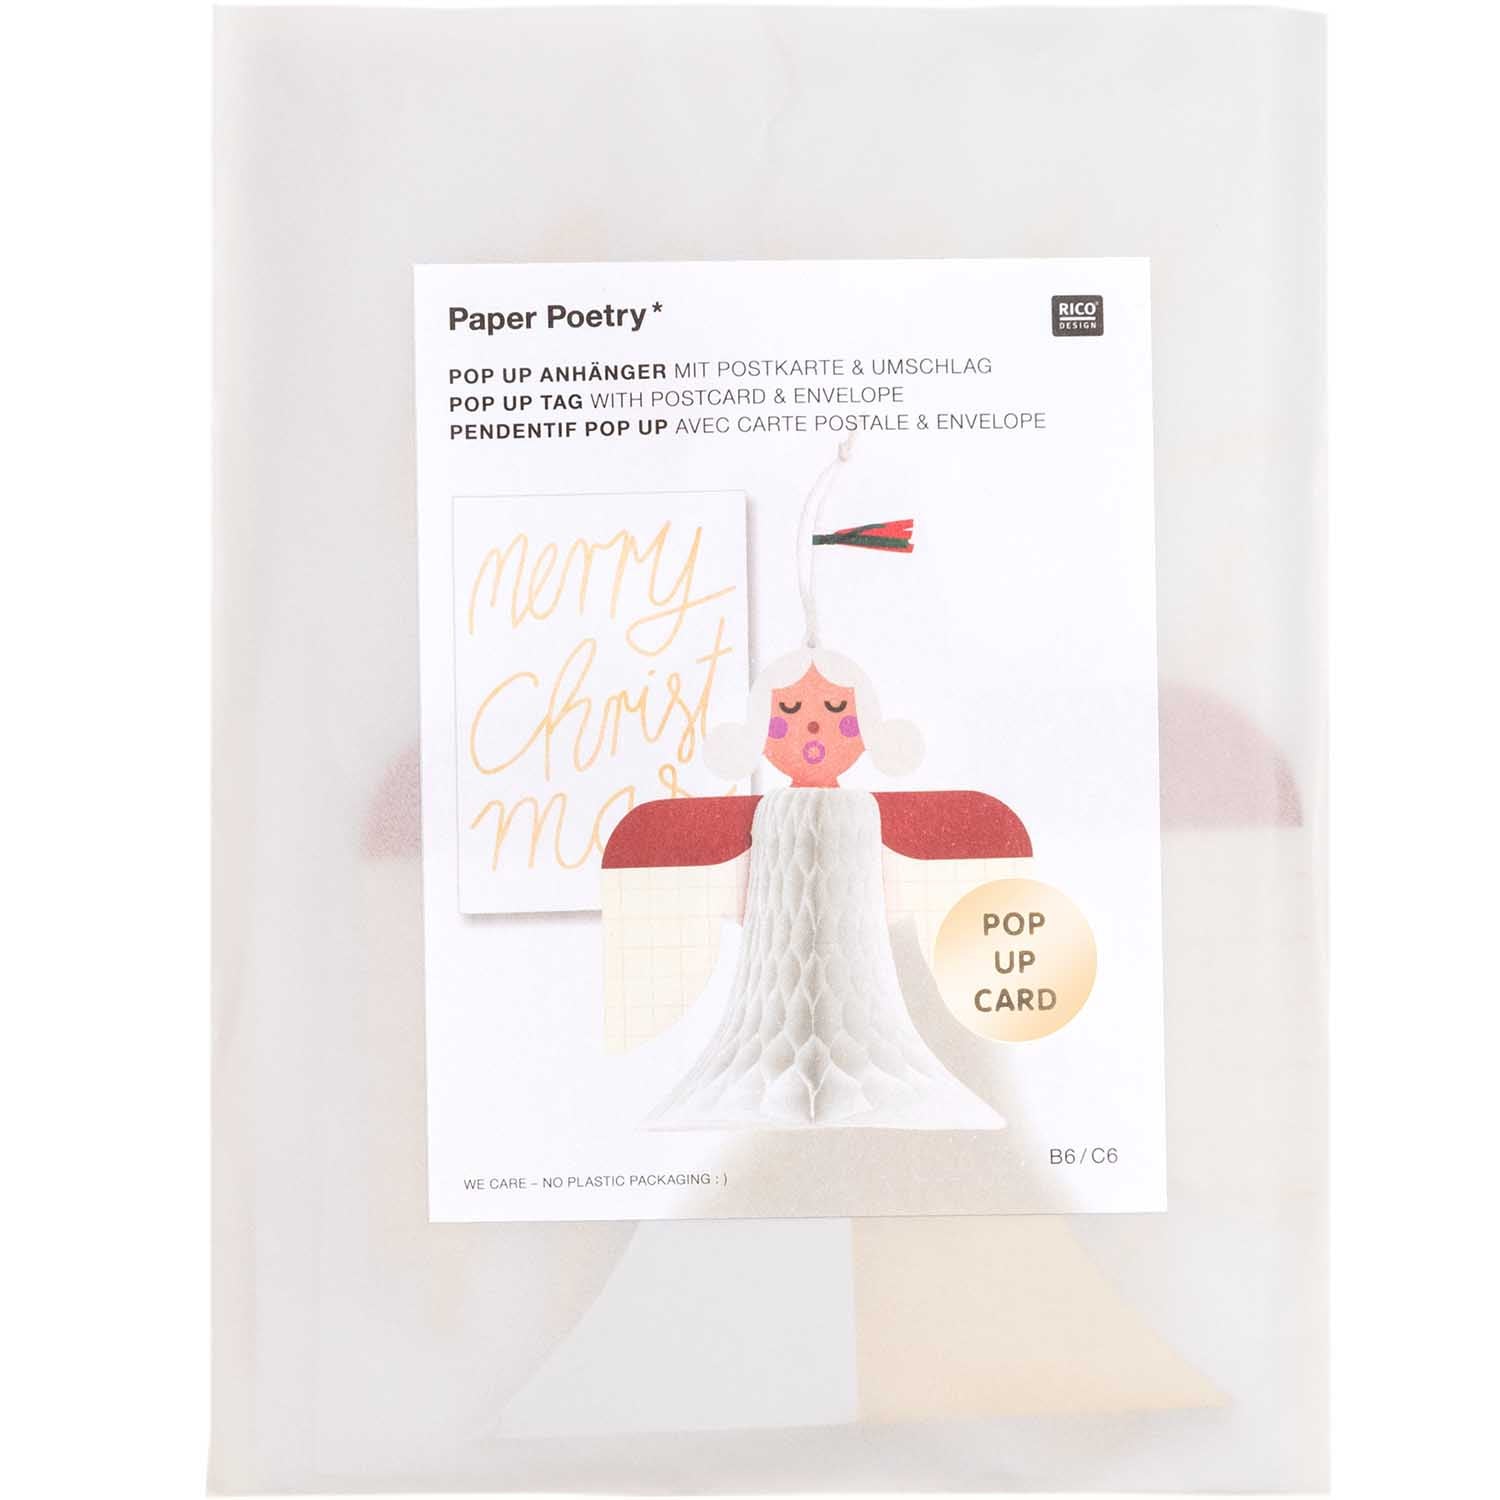 Paper Poetry*
RICO®
DESIGN
POP UP ANHÄNGER MIT POSTKARTE & UMSCHLAG
POP UP TAG WITH POSTCARD & ENVELOPE
PENDENTIF POP UP AVEC CARTE POSTALE & ENVELOPE
merry
Christ
mas
POP
UP
CARD
B6 / C6
WE CARE – NO PLASTIC PACKAGING : )